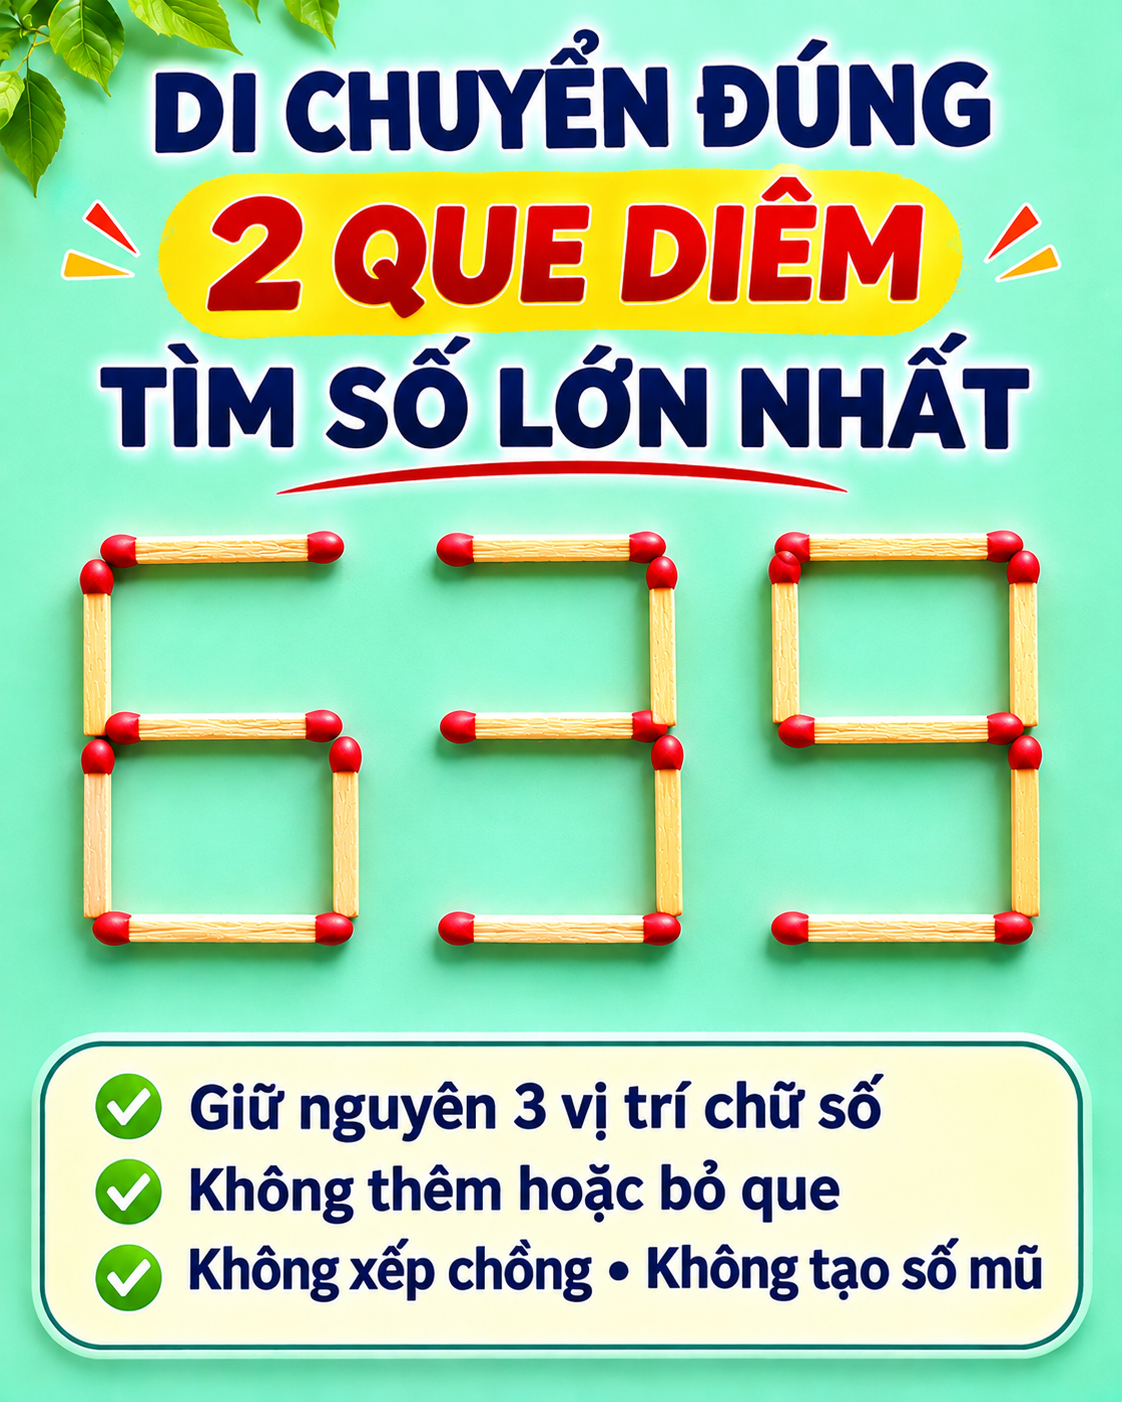 DI CHUYỂN ĐÚNG
2 QUE DIÊM
TÌM SỐ LỚN NHẤT
639
Giữ nguyên 3 vị trí chữ số
Không thêm hoặc bỏ que
Không xếp chồng • Không tạo số mũ